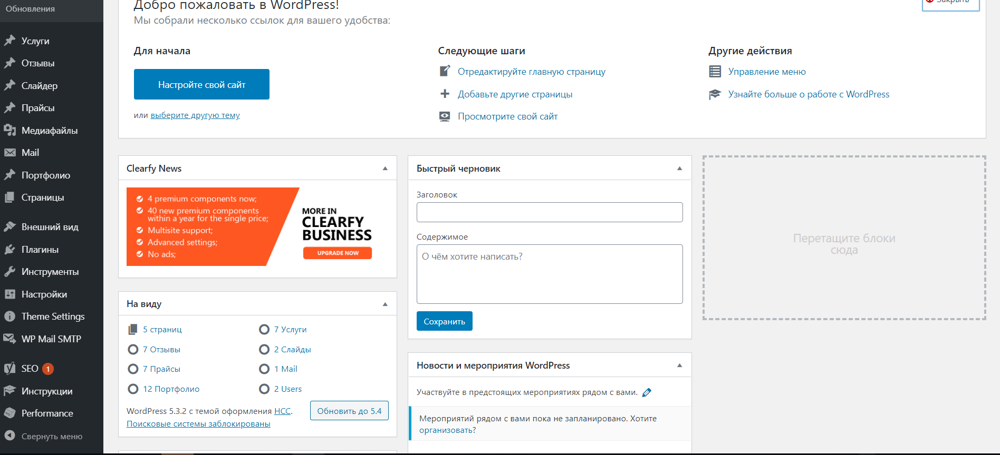 Обновления
Услуги
Отзывы
Слайдер
Прайсы
Медиафайлы
Mail
Портфолио
Страницы
Внешний вид
Плагины
Инструменты
Настройки
Theme Settings
WP Mail SMTP
SEO 1
Инструкции
Performance
Свернуть меню
Добро пожаловать в WordPress!
Закрыть
Мы собрали несколько ссылок для вашего удобства:
Для начала
Настройте свой сайт
или выберите другую тему
Следующие шаги
Отредактируйте главную страницу
Добавьте другие страницы
Просмотрите свой сайт
Другие действия
Управление меню
Узнайте больше о работе с WordPress
Clearfy News
4 premium components now;
40 new premium components
within a year for the single price;
Multisite support;
Advanced settings;
No ads;
MORE IN
CLEARFY
BUSINESS
UPGRADE NOW
На виду
5 страниц
7 Услуги
7 Отзывы
2 Слайды
7 Прайсы
1 Mail
12 Портфолио
2 Users
WordPress 5.3.2 с темой оформления НСС.
Обновить до 5.4
Поисковые системы заблокированы
Быстрый черновик
Заголовок
Содержимое
О чём хотите написать?
Сохранить
Новости и мероприятия WordPress
Участвуйте в предстоящих мероприятиях рядом с вами.
Мероприятий рядом с вами пока не запланировано. Хотите
организовать?
Перетащите блоки
сюда